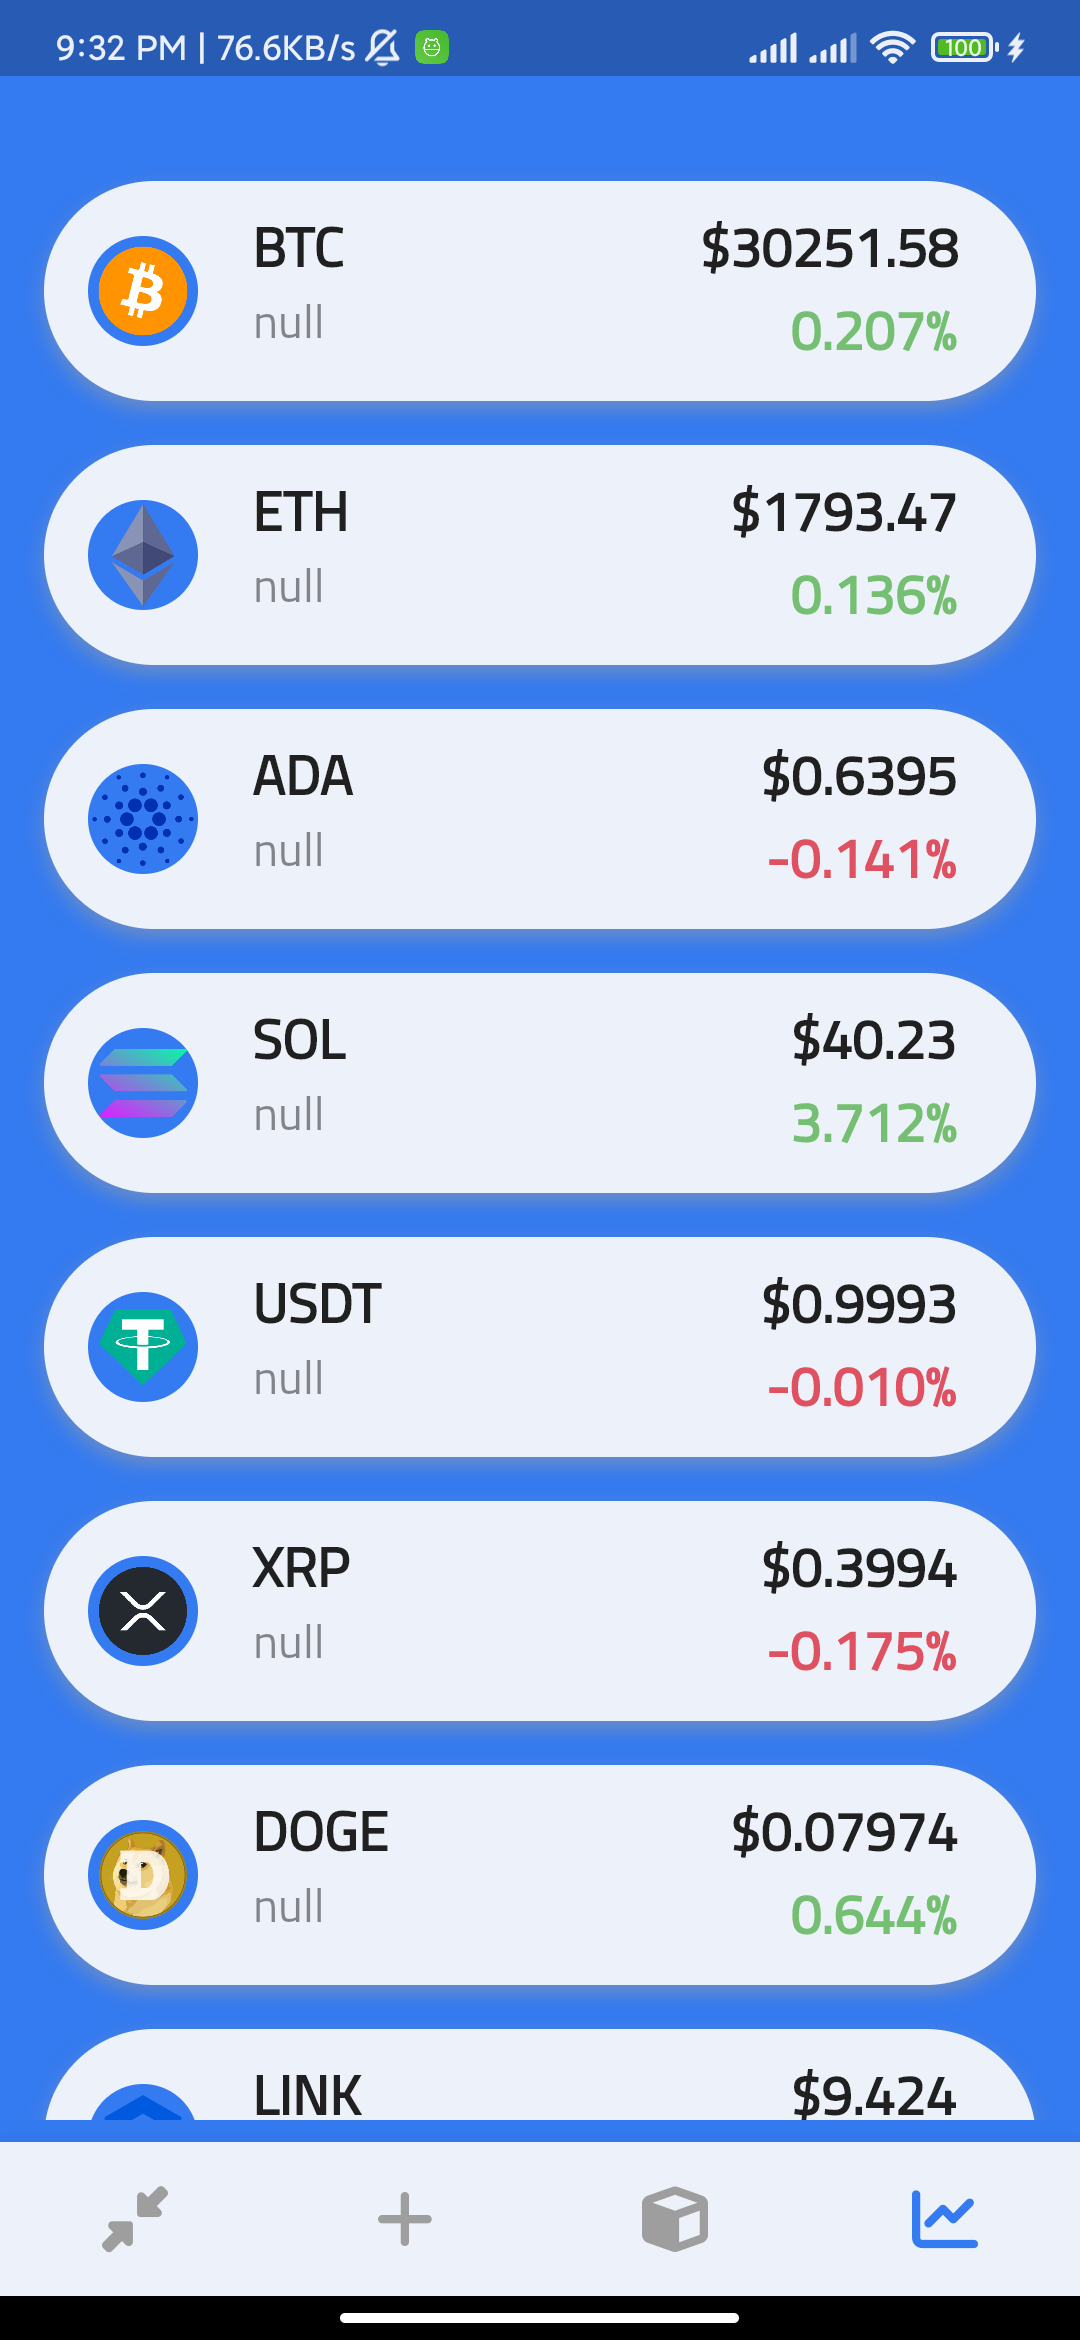 9:32 PM | 76.6KB/s
100
BTC
$30251.58
null
0.207%
ETH
$1793.47
null
0.136%
ADA
$0.6395
null
-0.141%
SOL
$40.23
null
3.712%
USDT
$0.9993
null
-0.010%
XRP
$0.3994
null
-0.175%
DOGE
$0.07974
null
0.644%
LINK
$9.424